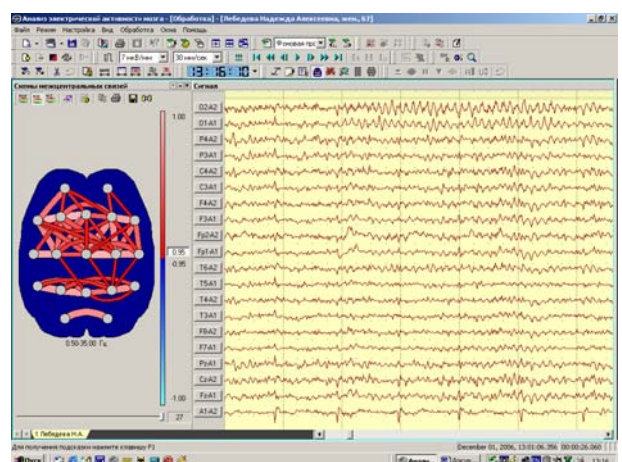 Анализ электрической активности мозга - [Обработка] - [Лебедева Надежда Алексеевна, жен., 67]
Файл Режим Настройка Вид Обработка Окна Помощь
Фоновая
7 мкВ/мм 30 мм/сек
13:16:10
Схемы межцентральных связей Сигнал
1.00
0.95
-0.95
-1.00
27
0.50-35.00 Гц
O2-A2
O1-A1
P4-A2
P3-A1
C4-A2
C3-A1
F4-A2
F3-A1
Fp2-A2
Fp1-A1
T6-A2
T5-A1
T4-A2
T3-A1
F8-A2
F7-A1
Pz-A1
Cz-A2
Fz-A1
A1-A2
1 Лебедева Н.А.
Для получения подсказки нажмите клавишу F1
December 01, 2006, 13:01:06.356 00:00:26.060
13:16